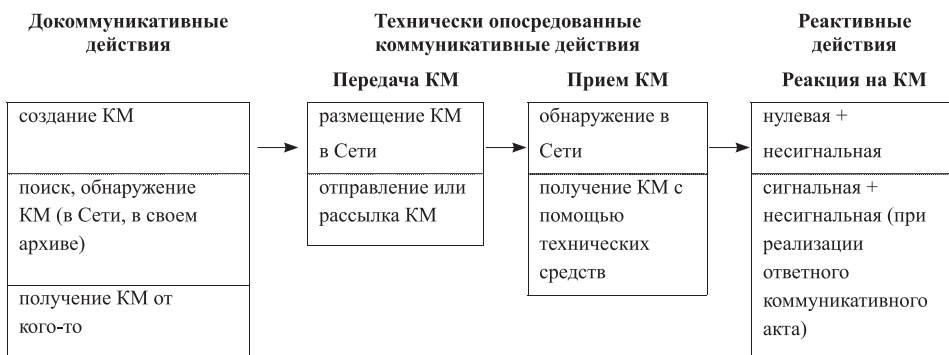 Докоммуникативные
действия
Технически опосредованные
коммуникативные действия
Реактивные
действия
Передача КМ
Прием КМ
Реакция на КМ
создание КМ
поиск, обнаружение
КМ (в Сети, в своем
архиве)
получение КМ от
кого-то
размещение КМ
в Сети
отправление или
рассылка КМ
обнаружение в
Сети
получение КМ с
помощью
технических
средств
нулевая +
несигнальная
сигнальная +
несигнальная (при
реализации
ответного
коммуникативного
акта)